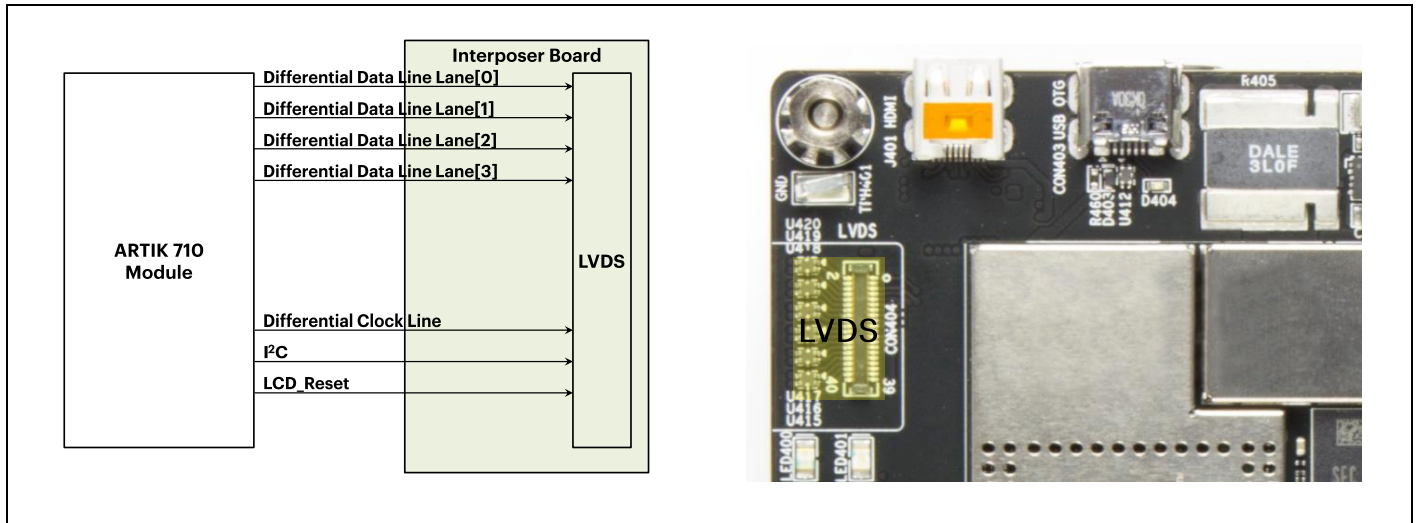 Interposer Board
Differential Data Line Lane[0]
Differential Data Line Lane[1]
Differential Data Line Lane[2]
Differential Data Line Lane[3]
ARTIK 710
Module
LVDS
Differential Clock Line
I²C
LCD_Reset
R405
J401 HDMI
CON403 USB OTG
DALE
3L0F
GND
R460
D403
U412
D404
U420
U419
U418
LVDS
2
LVDS
CON404
40
39
U417
U416
U415
LED400
LED401
SEC